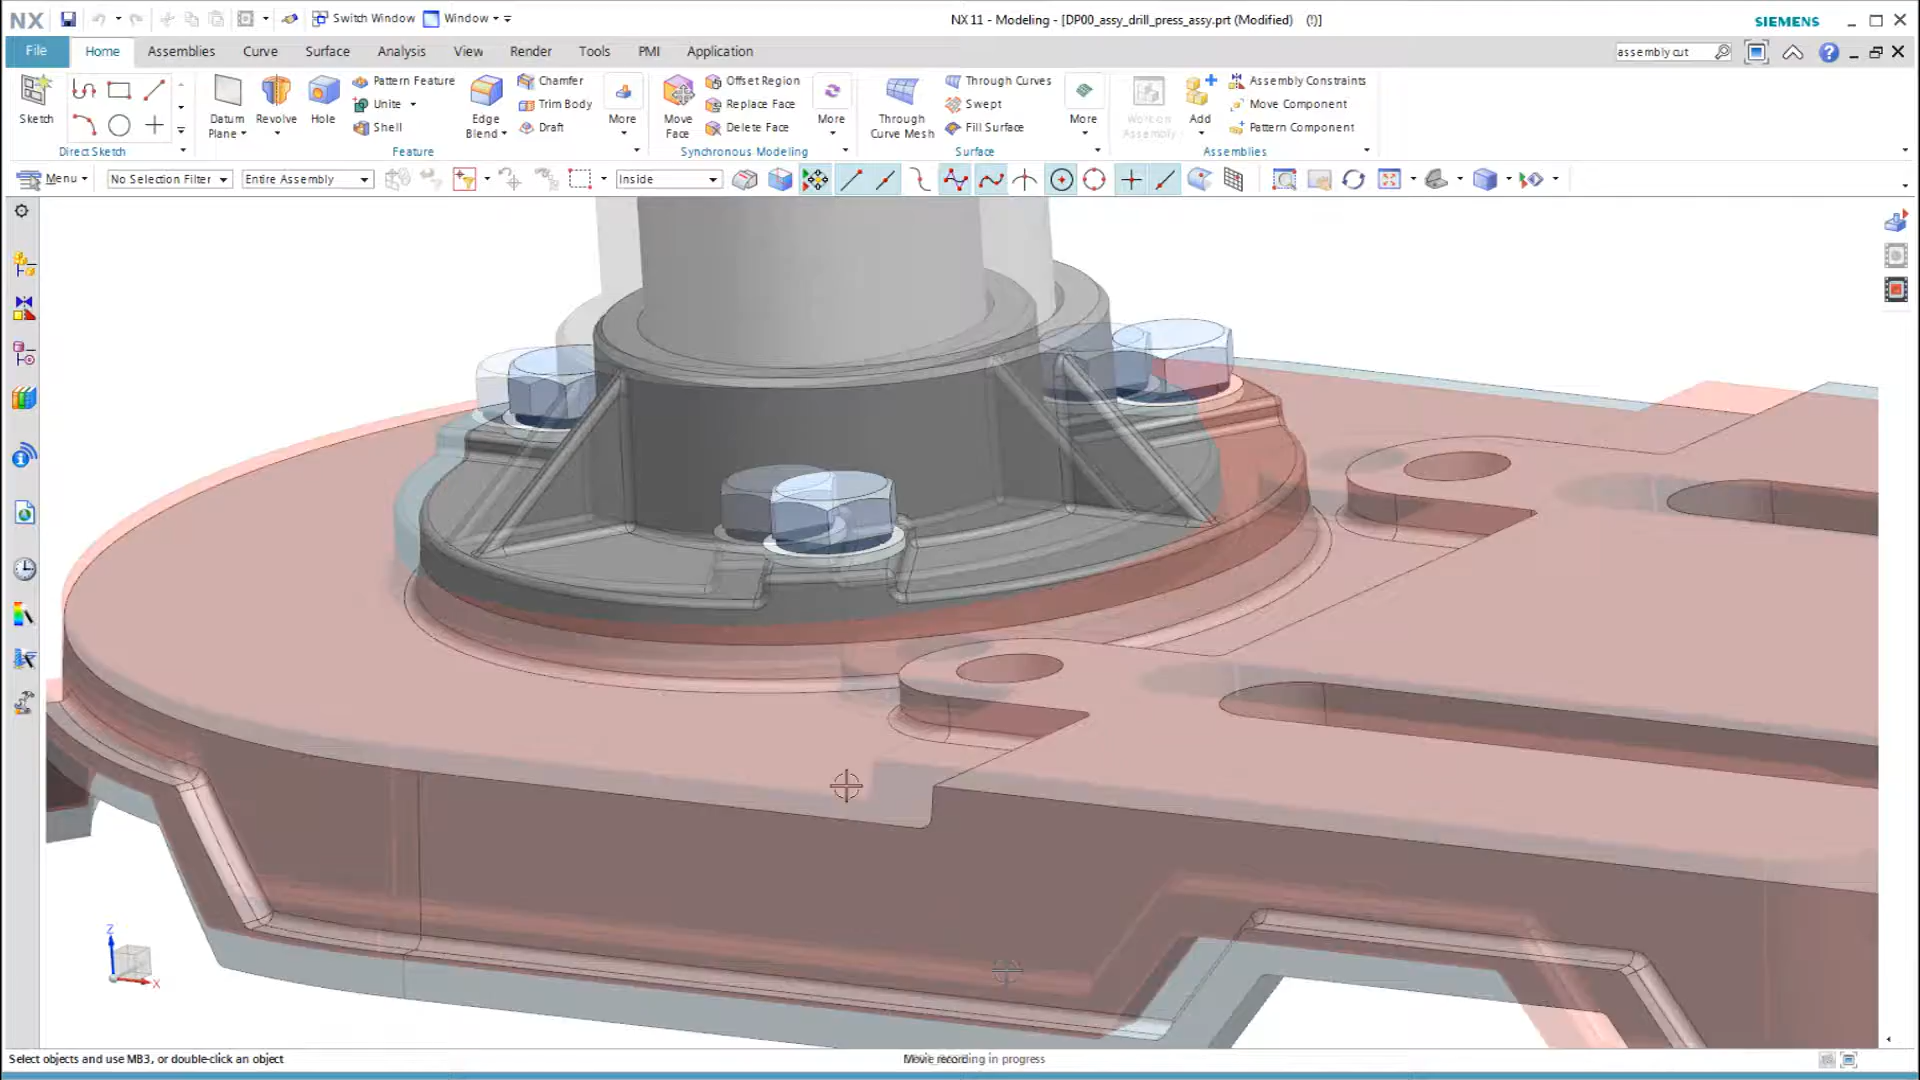 NX
Switch Window
Window
NX 11 - Modeling - [DP00_assy_drill_press_assy.prt (Modified) (!)]
SIEMENS
File
Home
Assemblies
Curve
Surface
Analysis
View
Render
Tools
PMI
Application
assembly cut
Sketch
Direct Sketch
Datum Plane
Revolve
Hole
Pattern Feature
Unite
Shell
Edge Blend
Chamfer
Trim Body
Draft
More
Feature
Move Face
Offset Region
Replace Face
Delete Face
More
Synchronous Modeling
Through Curve Mesh
Through Curves
Swept
Fill Surface
More
Surface
Work on Assembly
Add
Assembly Constraints
Move Component
Pattern Component
Assemblies
Menu
No Selection Filter
Entire Assembly
Inside
Z
X
Select objects and use MB3, or double-click an object
Movie recording in progress